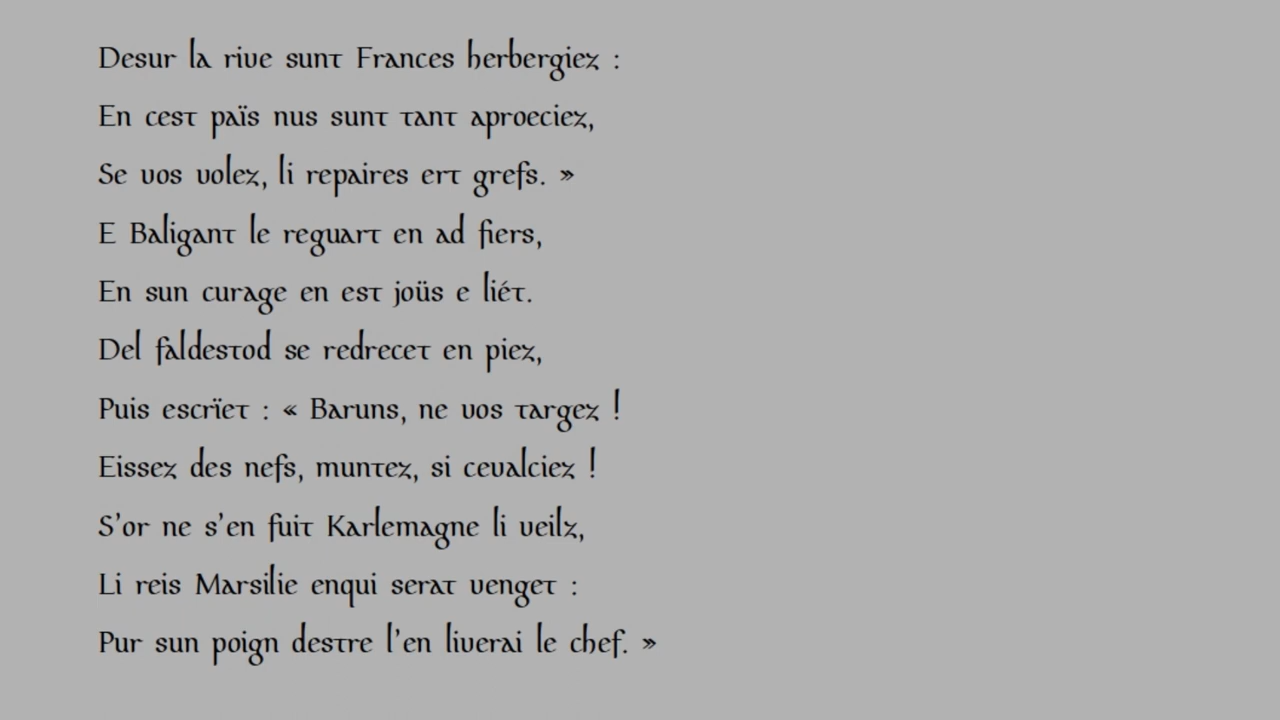 Desur la rive sunt Frances herbergiez :
En cest païs nus sunt tant aproeciez,
Se vos volez, li repaires ert grefs. »
E Baligant le reguart en ad fiers,
En sun curage en est joüs e liét.
Del faldestod se redrecet en piez,
Puis escrïet : « Baruns, ne vos targez !
Eissez des nefs, muntez, si cevalciez !
S’or ne s’en fuit Karlemagne li veilz,
Li reis Marsilie enqui serat venget :
Pur sun poign destre l’en liverai le chef. »